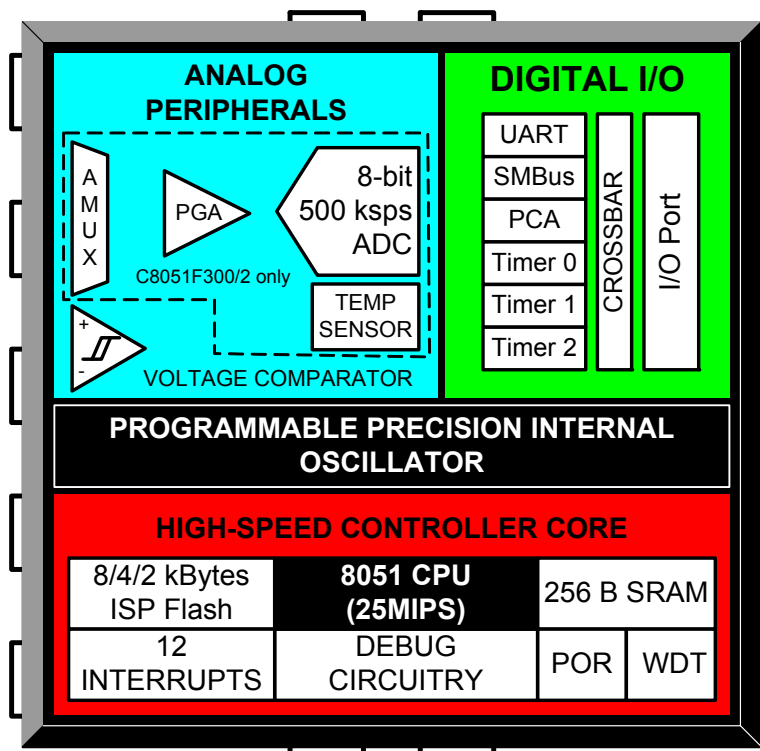 ANALOG
PERIPHERALS
A
M
U
X
PGA
8-bit
500 ksps
ADC
C8051F300/2 only
TEMP
SENSOR
+
-
VOLTAGE COMPARATOR
DIGITAL I/O
UART
SMBus
PCA
Timer 0
Timer 1
Timer 2
CROSSBAR
I/O Port
PROGRAMMABLE PRECISION INTERNAL
OSCILLATOR
HIGH-SPEED CONTROLLER CORE
8/4/2 kBytes
ISP Flash
8051 CPU
(25MIPS)
256 B SRAM
12
INTERRUPTS
DEBUG
CIRCUITRY
POR
WDT